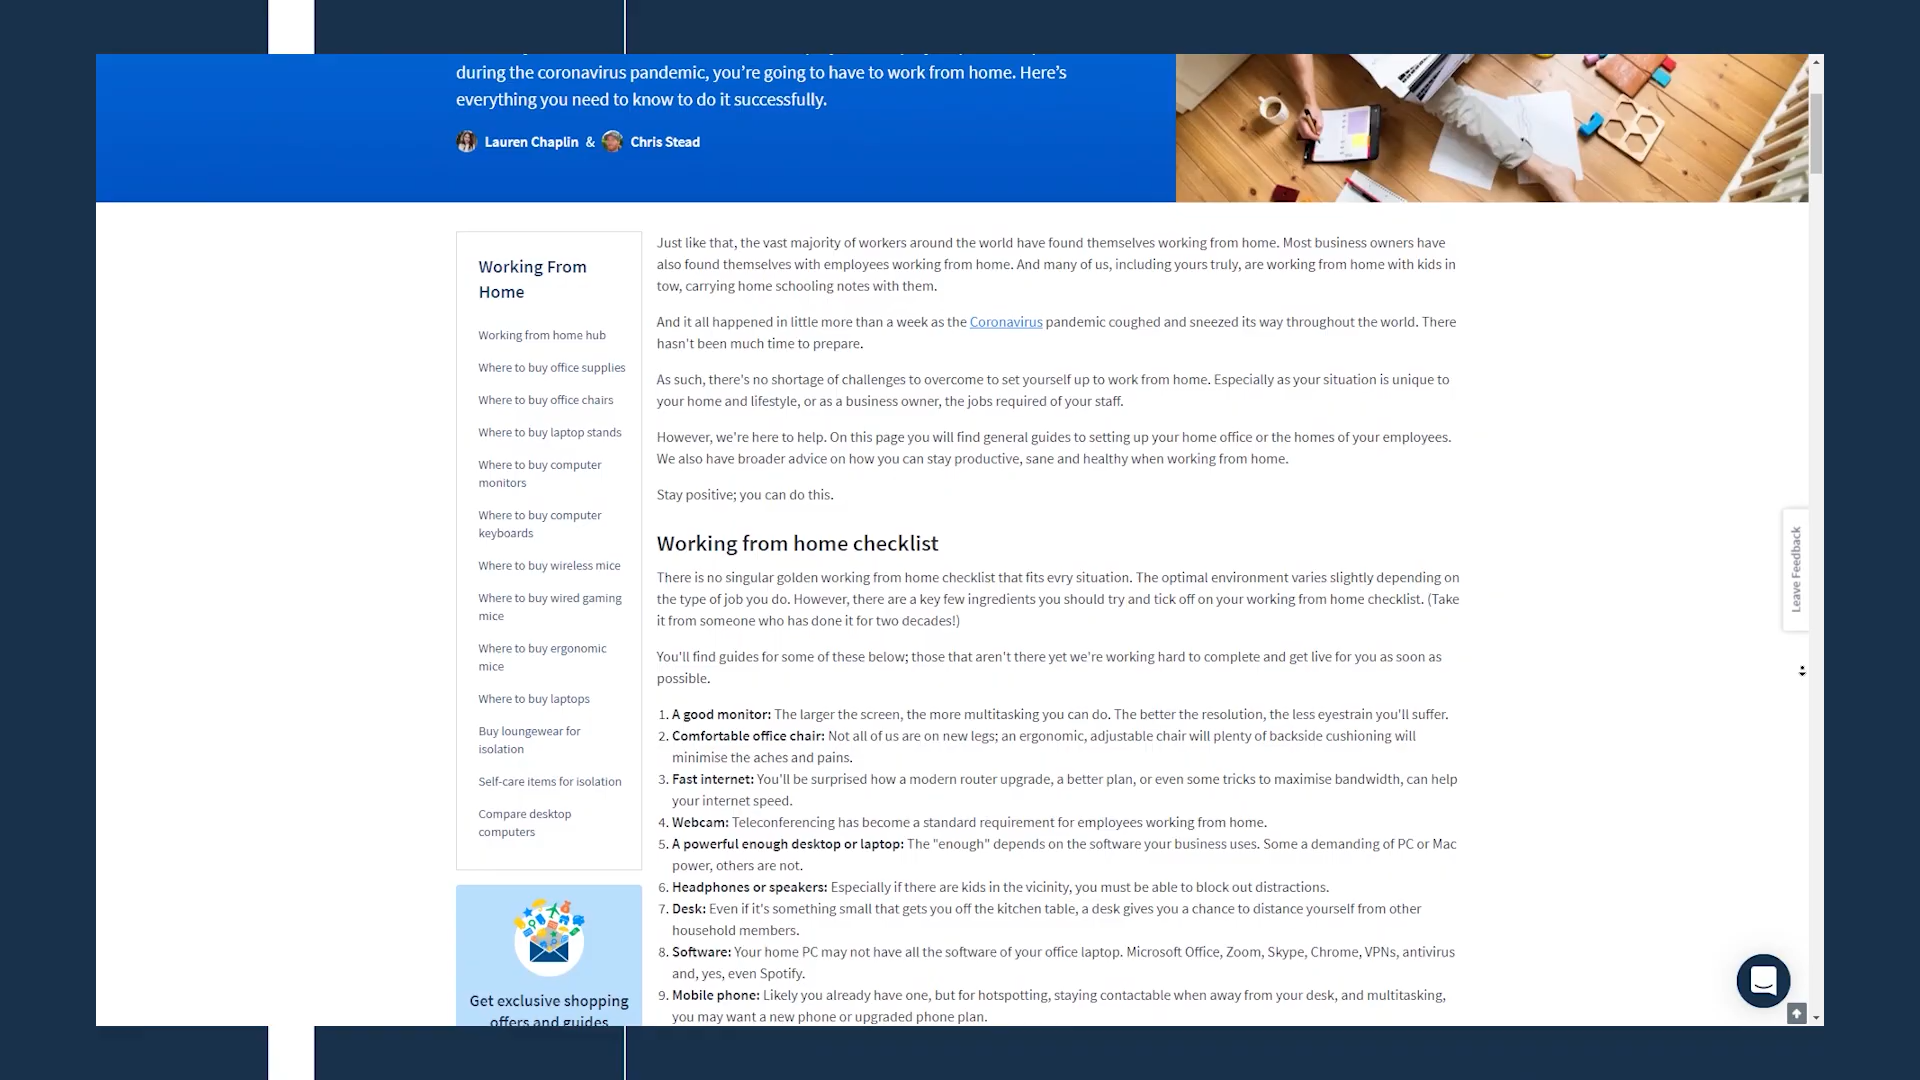 during the coronavirus pandemic, you’re going to have to work from home. Here’s
everything you need to know to do it successfully.
Lauren Chaplin & Chris Stead
Working From
Home
Working from home hub
Where to buy office supplies
Where to buy office chairs
Where to buy laptop stands
Where to buy computer
monitors
Where to buy computer
keyboards
Where to buy wireless mice
Where to buy wired gaming
mice
Where to buy ergonomic
mice
Where to buy laptops
Buy loungewear for
isolation
Self-care items for isolation
Compare desktop
computers
Get exclusive shopping
offers and guides
Just like that, the vast majority of workers around the world have found themselves working from home. Most business owners have
also found themselves with employees working from home. And many of us, including yours truly, are working from home with kids in
tow, carrying home schooling notes with them.
And it all happened in little more than a week as the Coronavirus pandemic coughed and sneezed its way throughout the world. There
hasn't been much time to prepare.
As such, there's no shortage of challenges to overcome to set yourself up to work from home. Especially as your situation is unique to
your home and lifestyle, or as a business owner, the jobs required of your staff.
However, we're here to help. On this page you will find general guides to setting up your home office or the homes of your employees.
We also have broader advice on how you can stay productive, sane and healthy when working from home.
Stay positive; you can do this.
Working from home checklist
There is no singular golden working from home checklist that fits evry situation. The optimal environment varies slightly depending on
the type of job you do. However, there are a key few ingredients you should try and tick off on your working from home checklist. (Take
it from someone who has done it for two decades!)
You'll find guides for some of these below; those that aren't there yet we're working hard to complete and get live for you as soon as
possible.
1. A good monitor: The larger the screen, the more multitasking you can do. The better the resolution, the less eyestrain you'll suffer.
2. Comfortable office chair: Not all of us are on new legs; an ergonomic, adjustable chair will plenty of backside cushioning will
minimise the aches and pains.
3. Fast internet: You'll be surprised how a modern router upgrade, a better plan, or even some tricks to maximise bandwidth, can help
your internet speed.
4. Webcam: Teleconferencing has become a standard requirement for employees working from home.
5. A powerful enough desktop or laptop: The "enough" depends on the software your business uses. Some a demanding of PC or Mac
power, others are not.
6. Headphones or speakers: Especially if there are kids in the vicinity, you must be able to block out distractions.
7. Desk: Even if it's something small that gets you off the kitchen table, a desk gives you a chance to distance yourself from other
household members.
8. Software: Your home PC may not have all the software of your office laptop. Microsoft Office, Zoom, Skype, Chrome, VPNs, antivirus
and, yes, even Spotify.
9. Mobile phone: Likely you already have one, but for hotspotting, staying contactable when away from your desk, and multitasking,
you may want a new phone or upgraded phone plan.
Leave Feedback